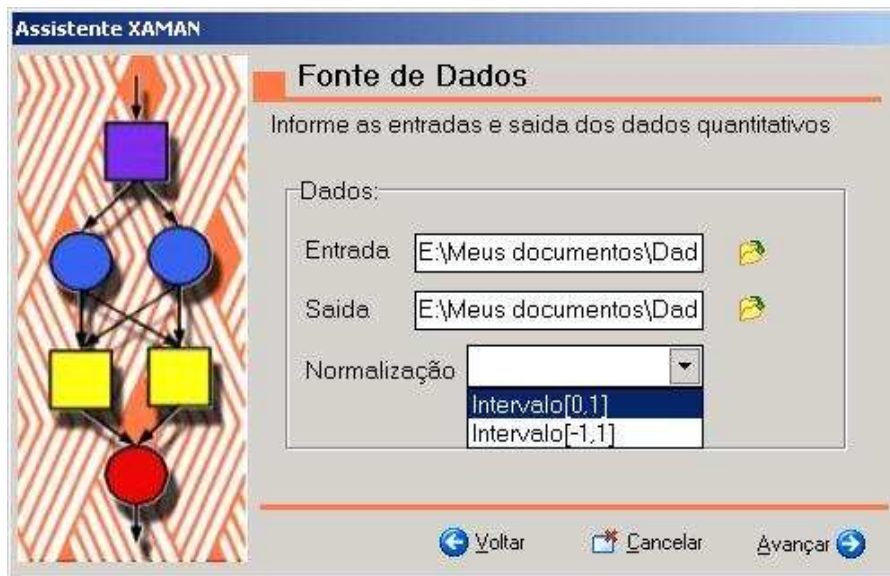 Assistente XAMAN
Fonte de Dados
Informe as entradas e saida dos dados quantitativos
Dados:
Entrada E:\Meus documentos\Dad
Saida E:\Meus documentos\Dad
Normalização
Intervalo[0,1]
Intervalo[-1,1]
Voltar Cancelar Avançar